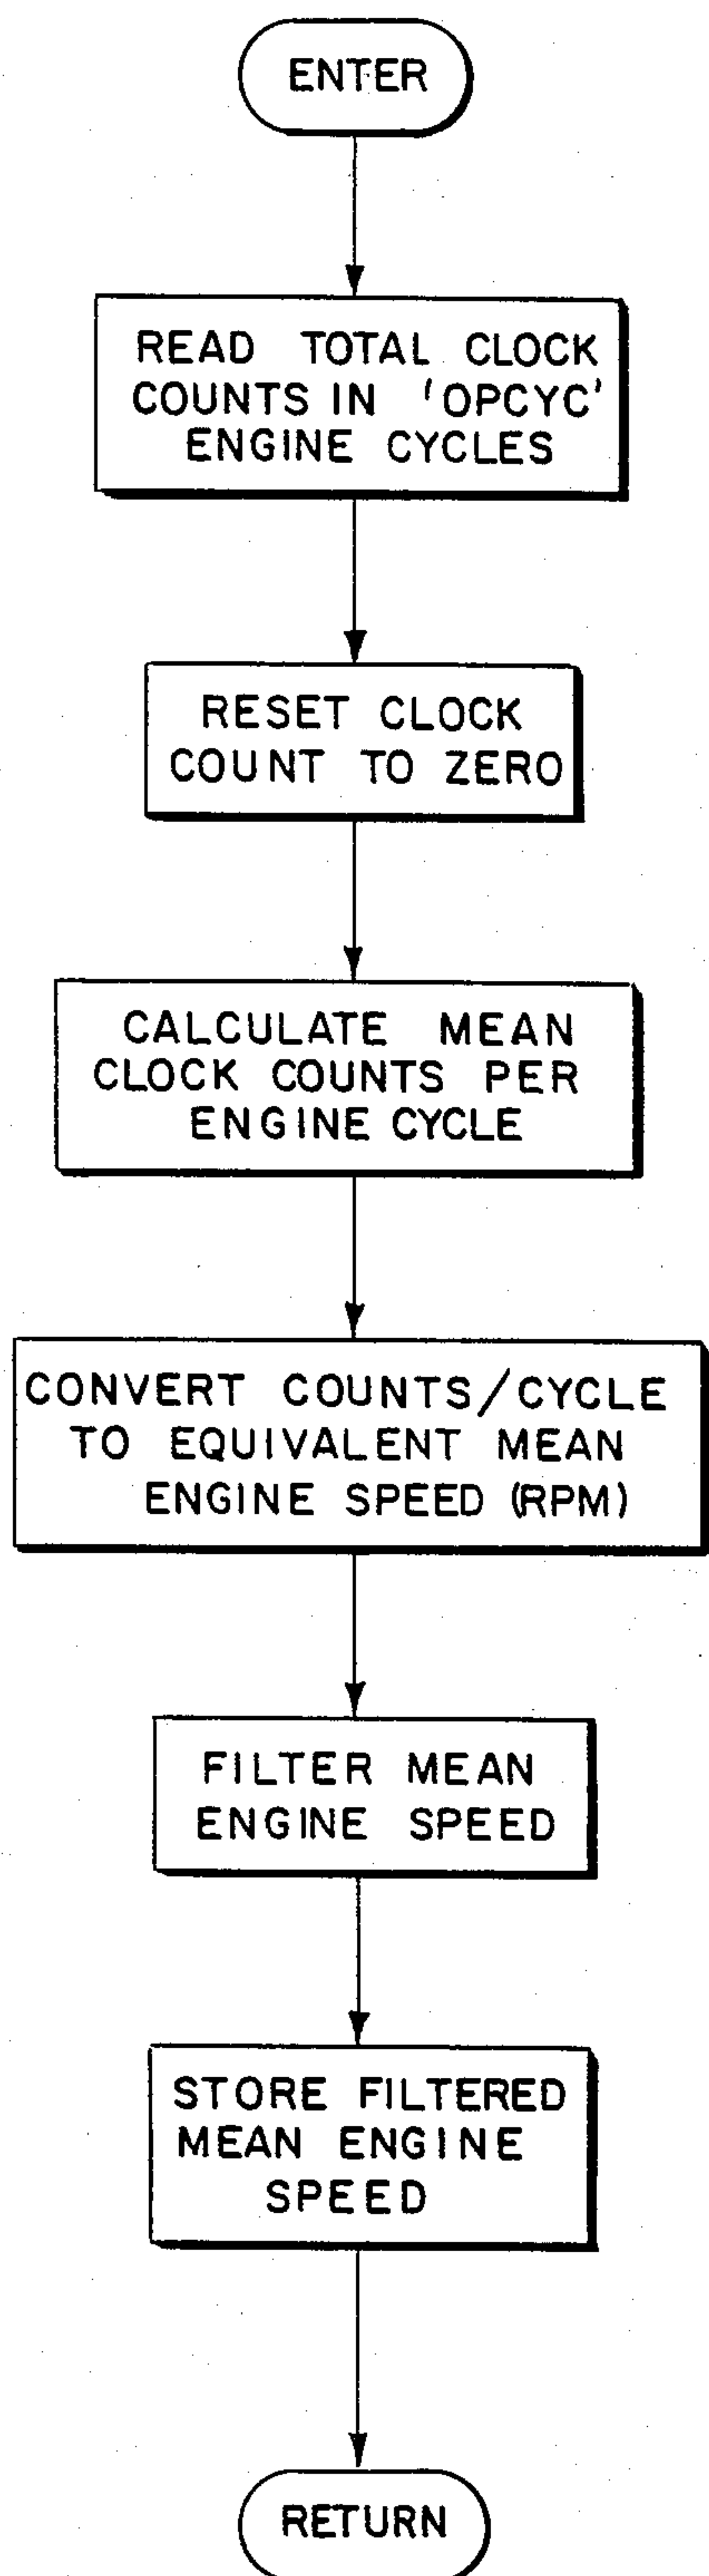 ENTER
READ TOTAL CLOCK
COUNTS IN 'OPCYC'
ENGINE CYCLES
RESET CLOCK
COUNT TO ZERO
CALCULATE MEAN
CLOCK COUNTS PER
ENGINE CYCLE
CONVERT COUNTS/CYCLE
TO EQUIVALENT MEAN
ENGINE SPEED (RPM)
FILTER MEAN
ENGINE SPEED
STORE FILTERED
MEAN ENGINE
SPEED
RETURN